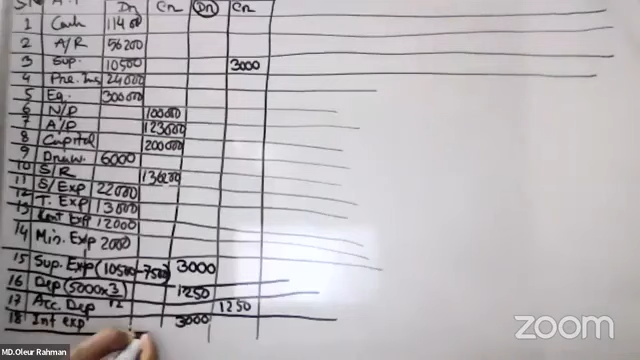 Dr Cr Dr Cr
1 Cash 11400
2 A/R 56200
3 Sup. 10500 3000
4 Pre. Ins 24000
5 Eq. 300000
6 N/P 100000
7 A/P 123000
8 Capital 200000
9 Draw. 6000
10 S/R 136200
11 S/Exp 22000
12 T. Exp 13000
13 Rent Exp 12000
14 Mis. Exp 2000
15 Sup. Exp (10500-7500) 3000
16 Dep (5000x3) 1250
17 Acc. Dep 12 1250
18 Int exp 3000
zoom
MD.Oleur Rahman